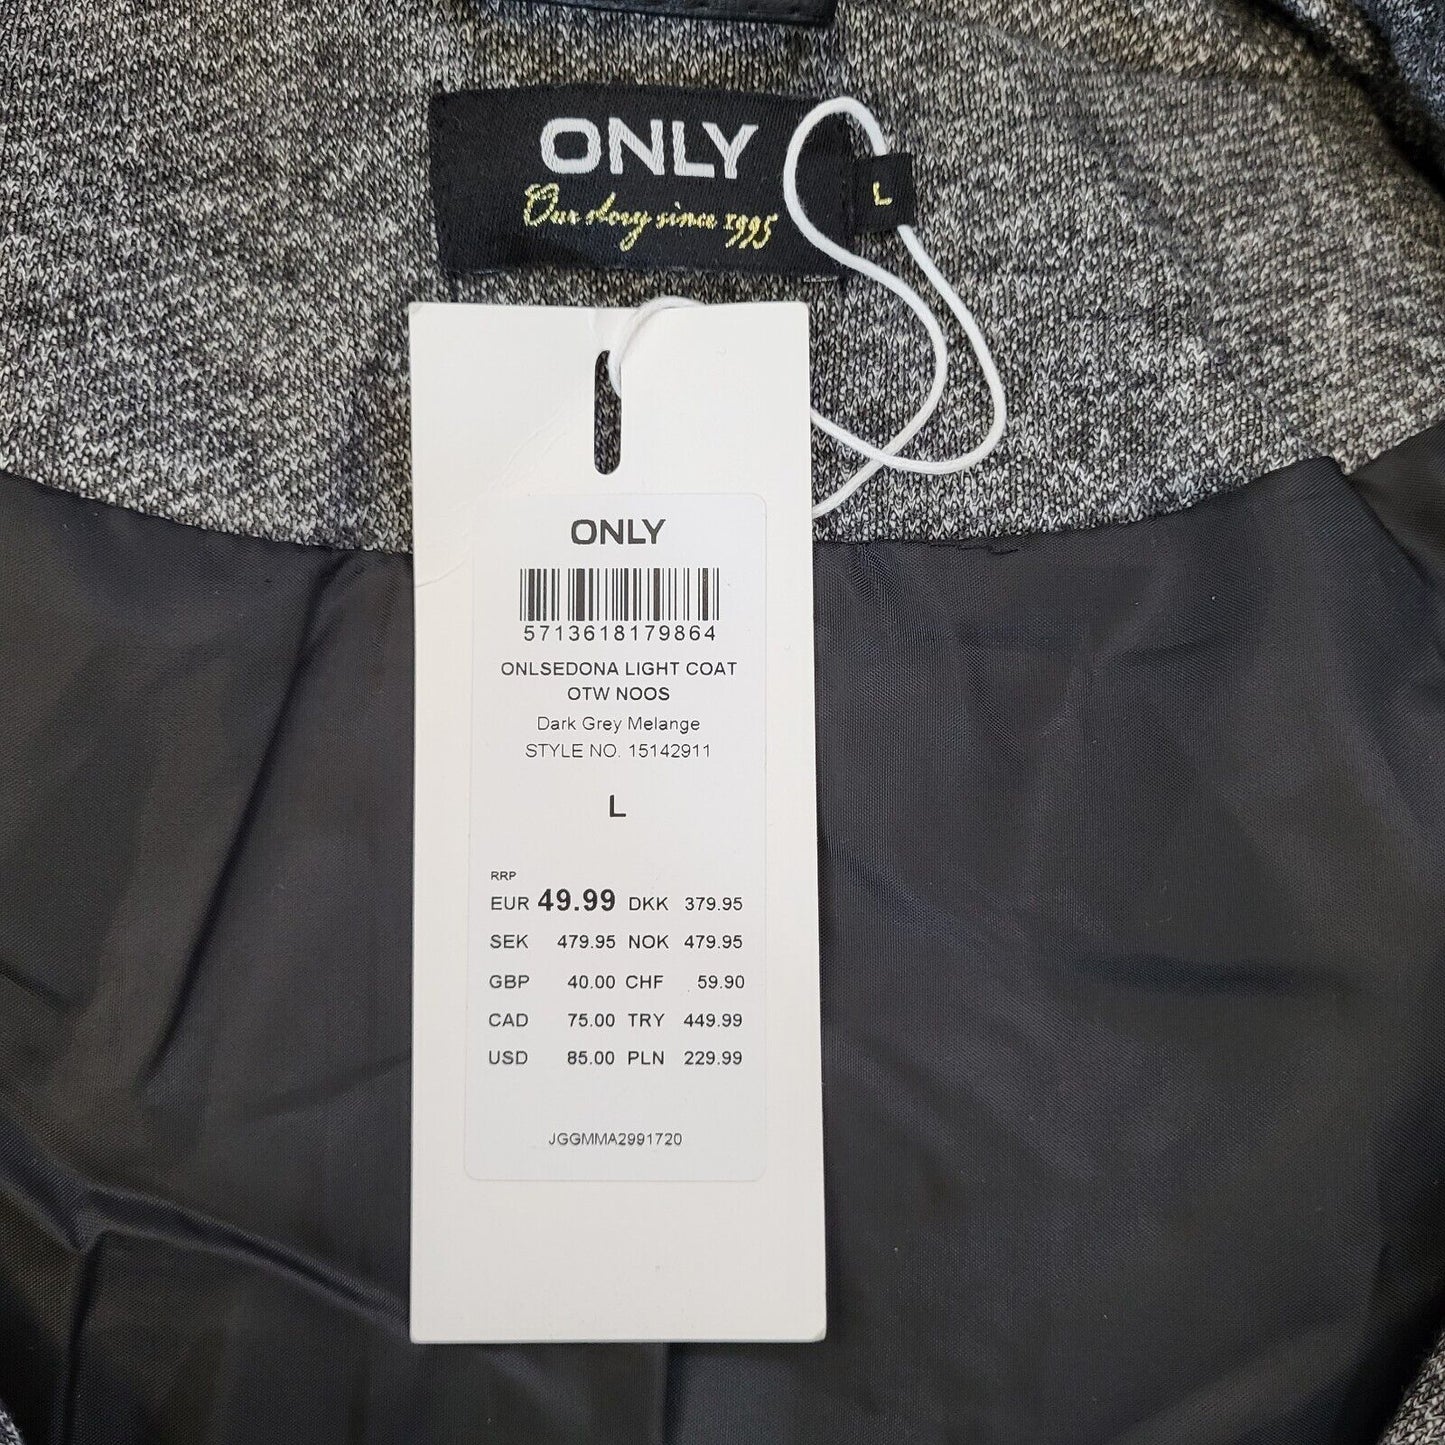 ONLY
Our story since 1995
L
ONLY
5713618179864
ONLSEDONA LIGHT COAT
OTW NOOS
Dark Grey Melange
STYLE NO. 15142911
L
RRP
EUR 49.99 DKK 379.95
SEK 479.95 NOK 479.95
GBP 40.00 CHF 59.90
CAD 75.00 TRY 449.99
USD 85.00 PLN 229.99
JGGMMA2991720